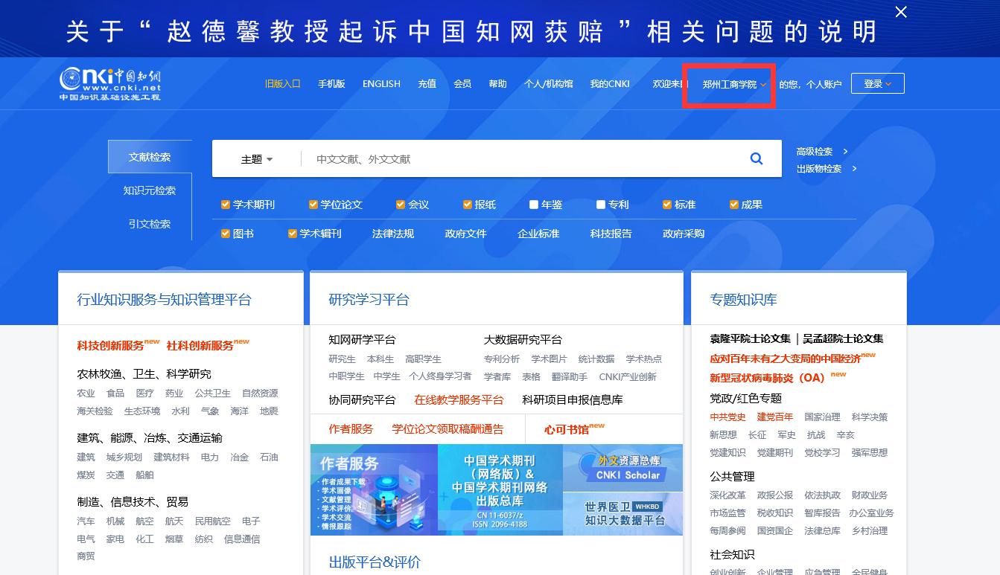 关于“赵德馨教授起诉中国知网获赔”相关问题的说明
Cnki 中国知網
www.cnki.net
中国知识基础设施工程
旧版入口 手机版 ENGLISH 充值 会员 帮助 个人/机构馆 我的CNKI 欢迎来 郑州工商学院 的您，个人账户 登录
文献检索
知识元检索
引文检索
主题 中文文献、外文文献
高级检索 >
出版物检索 >
学术期刊 学位论文 会议 报纸 年鉴 专利 标准 成果
图书 学术辑刊 法律法规 政府文件 企业标准 科技报告 政府采购
行业知识服务与知识管理平台
科技创新服务new 社科创新服务new
农林牧渔、卫生、科学研究
农业 食品 医疗 药业 公共卫生 自然资源
海关检验 生态环境 水利 气象 海洋 地震
建筑、能源、冶炼、交通运输
建筑 城乡规划 建筑材料 电力 冶金 石油
煤炭 交通 船舶
制造、信息技术、贸易
汽车 机械 航空 航天 民用航空 电子
电气 家电 化工 烟草 纺织 信息通信
商贸
研究学习平台
知网研学平台
研究生 本科生 高职学生
中职学生 中学生 个人终身学习者
大数据研究平台
专利分析 学术图片 统计数据 学术热点
学者库 表格 翻译助手 CNKI产业创新
协同研究平台 在线教学服务平台 科研项目申报信息库
作者服务 学位论文领取稿酬通告 心可书馆new
作者服务
· 作者成果下载
· 学术画像
· 文献管理
· 学术评价
· 学术交流
· 情报跟踪
中国学术期刊
（网络版）&
中国学术期刊网络
出版总库
CN 11-6037/z
ISSN 2096-4188
外文资源总库
CNKI Scholar
世界医卫 WHKBD
知识大数据平台
出版平台&评价
专题知识库
袁隆平院士论文集 | 吴孟超院士论文集
应对百年未有之大变局的中国经济new
新型冠状病毒肺炎（OA）new
党政/红色专题
中共党史 建党百年 国家治理 科学决策
新思想 长征 军史 抗战 辛亥
党建知识 党建期刊 党校学习 强军思想
公共管理
深化改革 政报公报 依法执政 财政业务
市场监管 税收知识 智库报告 办公室业务
每周参阅 国资国企 法律总库 乡村治理
社会知识
创业创新 企业管理 应急管理 全民健身